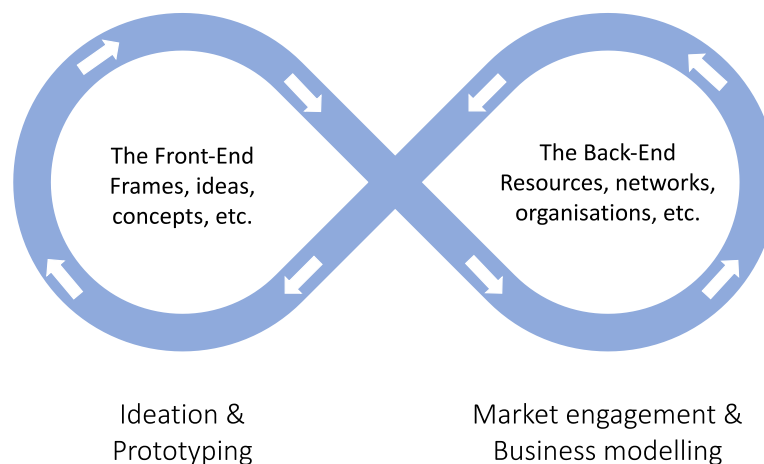 The Front-End
Frames, ideas,
concepts, etc.
The Back-End
Resources, networks,
organisations, etc.
Ideation &
Prototyping
Market engagement &
Business modelling